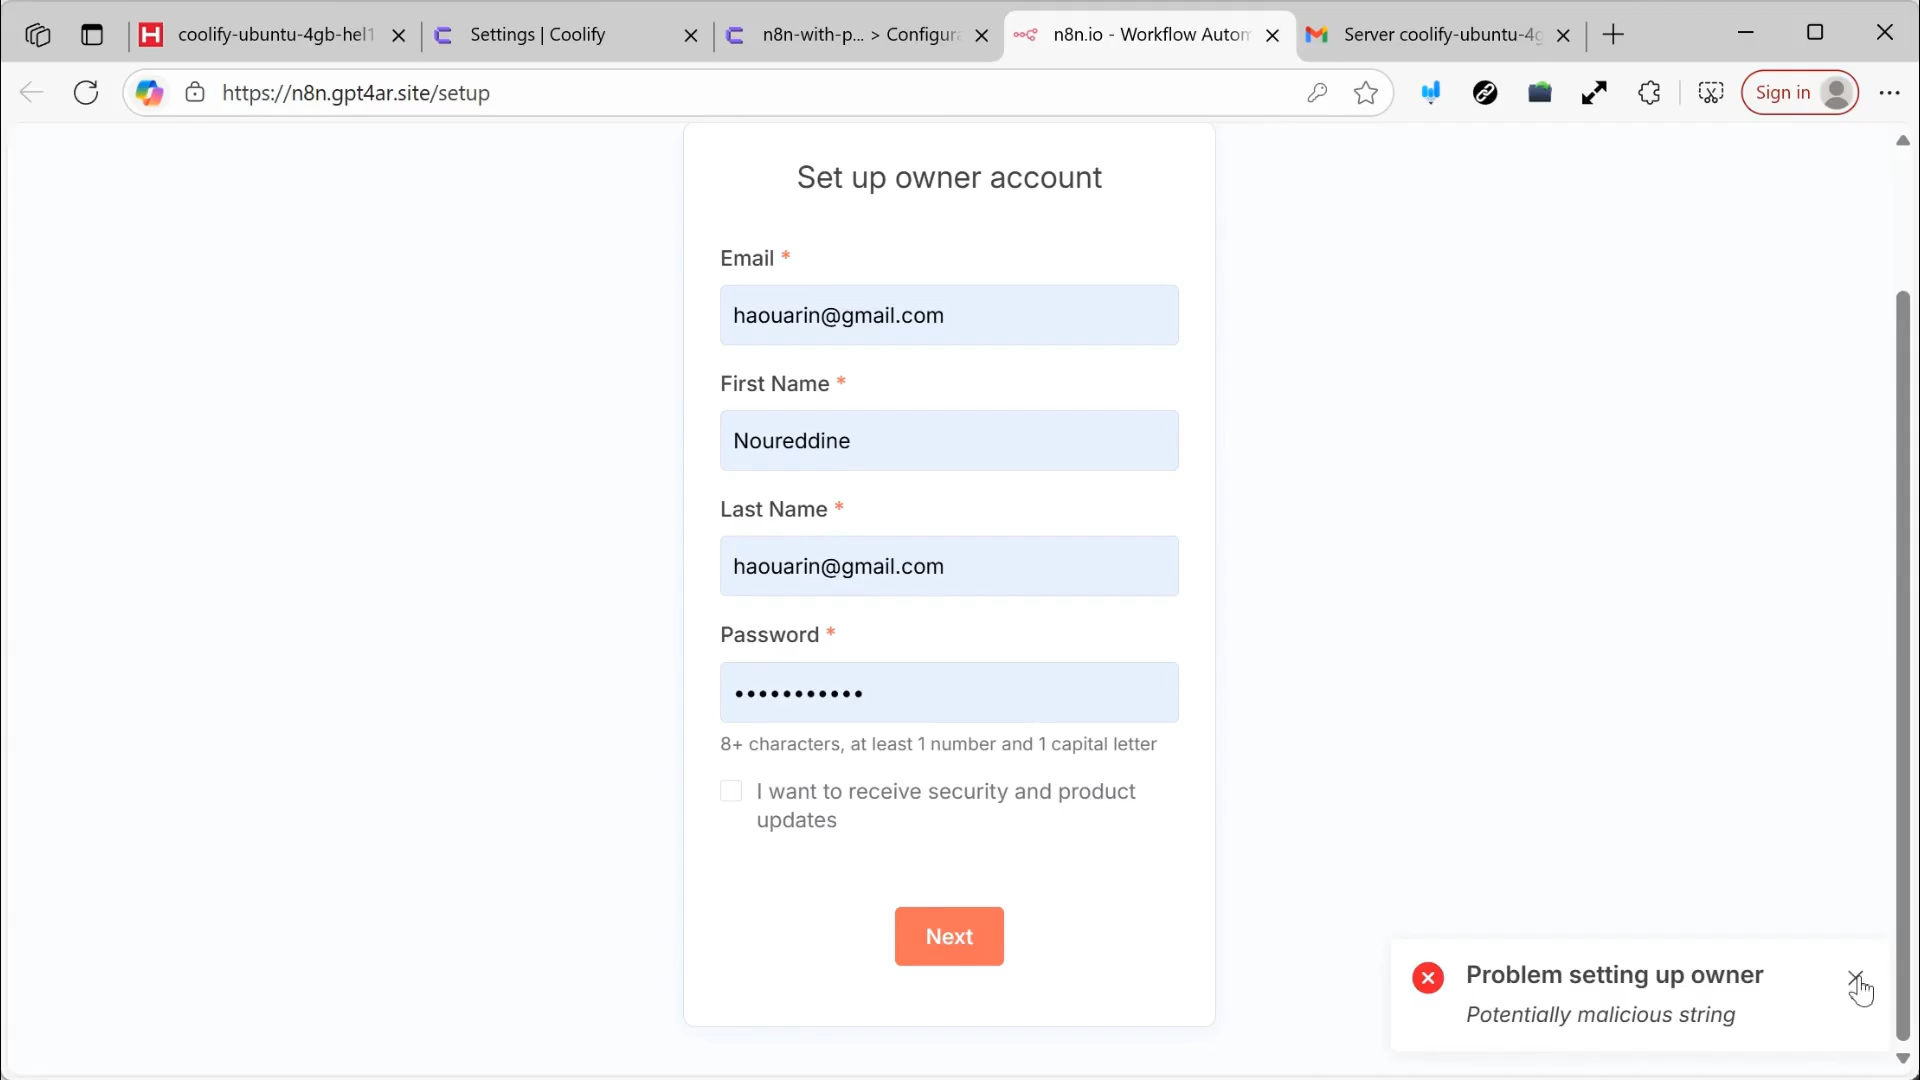 coolify-ubuntu-4gb-hel1
Settings | Coolify
n8n-with-p... > Configura
n8n.io - Workflow Autom
Server coolify-ubuntu-4g
https://n8n.gpt4ar.site/setup
Sign in
Set up owner account
Email *
haouarin@gmail.com
First Name *
Noureddine
Last Name *
haouarin@gmail.com
Password *
•••••••••••
8+ characters, at least 1 number and 1 capital letter
I want to receive security and product
updates
Next
Problem setting up owner
Potentially malicious string